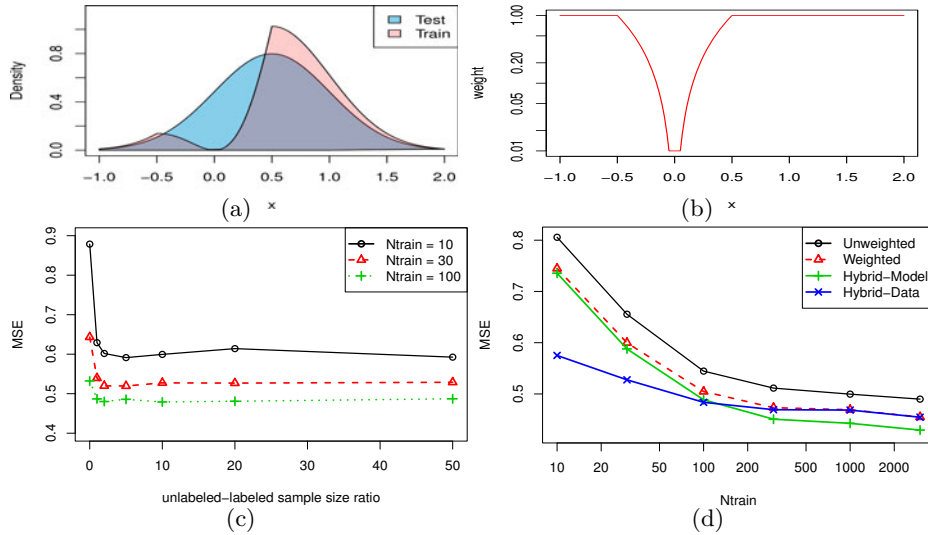 Density
0.0 0.4 0.8
Test
Train
−1.0 −0.5 0.0 0.5 1.0 1.5 2.0
(a)
x
weight
0.01 0.05 0.20 1.00
−1.0 −0.5 0.0 0.5 1.0 1.5 2.0
(b)
x
MSE
0.4 0.5 0.6 0.7 0.8 0.9
Ntrain = 10
Ntrain = 30
Ntrain = 100
0 10 20 30 40 50
unlabeled−labeled sample size ratio
(c)
MSE
0.5 0.6 0.7 0.8
Unweighted
Weighted
Hybrid−Model
Hybrid−Data
10 20 50 100 200 500 1000 2000
Ntrain
(d)